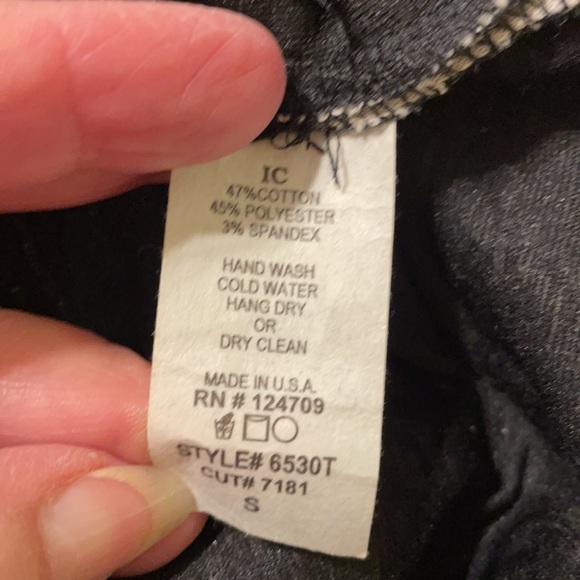 IC
47%COTTON
45% POLYESTER
3% SPANDEX
HAND WASH
COLD WATER
HANG DRY
OR
DRY CLEAN
MADE IN U.S.A.
RN # 124709
STYLE# 6530T
CUT# 7181
S